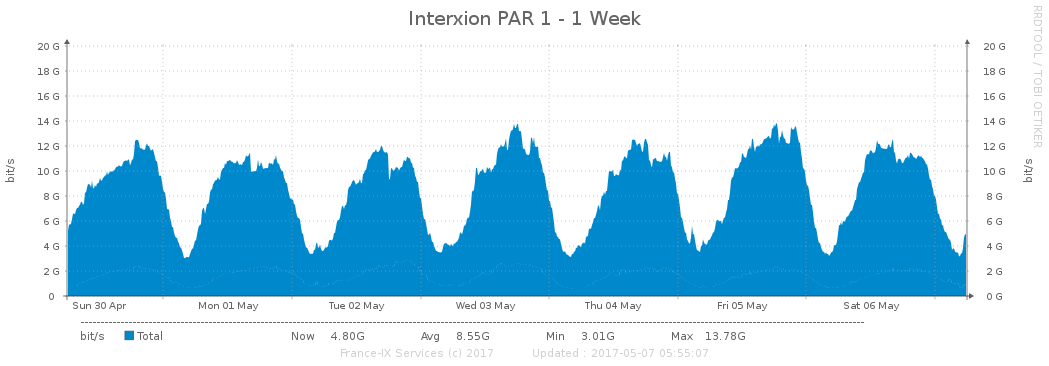 Interxion PAR 1 - 1 Week
RRDTOOL / TOBI OETIKER
bit/s
20 G 20 G
18 G 18 G
16 G 16 G
14 G 14 G
12 G 12 G
10 G 10 G
8 G 8 G
6 G 6 G
4 G 4 G
2 G 2 G
0 0 G
bit/s
Sun 30 Apr Mon 01 May Tue 02 May Wed 03 May Thu 04 May Fri 05 May Sat 06 May
bit/s Total Now 4.80G Avg 8.55G Min 3.01G Max 13.78G
France-IX Services (c) 2017 Updated : 2017-05-07 05:55:07